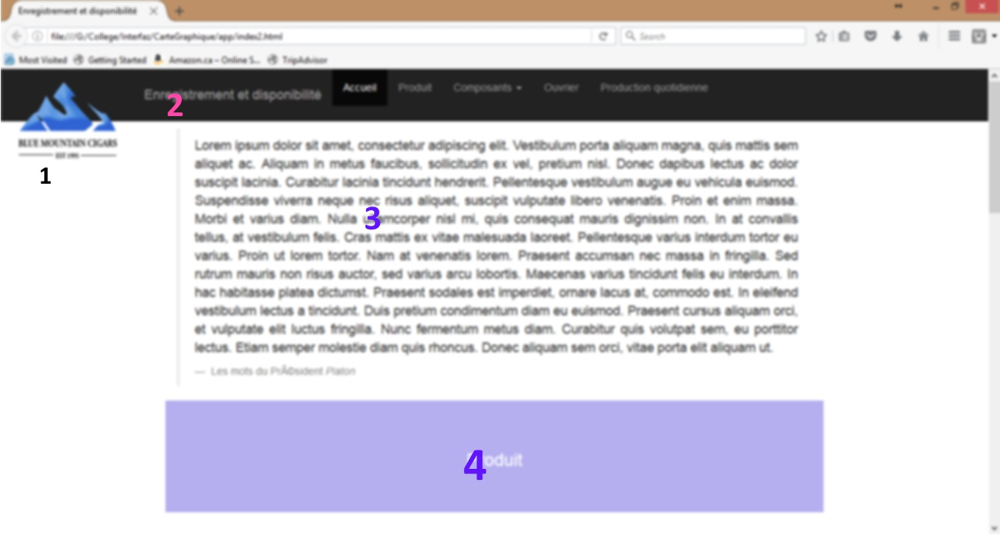 Enregistrement et disponibilité
file:///G:/College/Interfaz/CarteGraphique/app/index2.html
Search
Most Visited Getting Started Amazon.ca – Online S... TripAdvisor
Enregistrement et disponibilité Accueil Produit Composants Ouvrier Production quotidienne
2
BLUE MOUNTAIN CIGARS
EST 1991
1
Lorem ipsum dolor sit amet, consectetur adipiscing elit. Vestibulum porta aliquam magna, quis mattis sem
aliquet ac. Aliquam in metus faucibus, sollicitudin ex vel, pretium nisl. Donec dapibus lectus ac dolor
suscipit lacinia. Curabitur lacinia tincidunt hendrerit. Pellentesque vestibulum augue eu vehicula euismod.
Suspendisse viverra neque nec risus aliquet, suscipit vulputate libero venenatis. Proin et enim massa.
Morbi et varius diam. Nulla ullamcorper nisl mi, quis consequat mauris dignissim non. In at convallis
3
tellus, at vestibulum felis. Cras mattis ex vitae malesuada laoreet. Pellentesque varius interdum tortor eu
varius. Proin ut lorem tortor. Nam at venenatis lorem. Praesent accumsan nec massa in fringilla. Sed
rutrum mauris non risus auctor, sed varius arcu lobortis. Maecenas varius tincidunt felis eu interdum. In
hac habitasse platea dictumst. Praesent sodales est imperdiet, ornare lacus at, commodo est. In eleifend
vestibulum lectus a tincidunt. Duis pretium condimentum diam eu euismod. Praesent cursus aliquam orci,
et vulputate elit luctus fringilla. Nunc fermentum metus diam. Curabitur quis volutpat sem, eu porttitor
lectus. Etiam semper molestie diam quis rhoncus. Donec aliquam sem orci, vitae porta elit aliquam ut.
— Les mots du PrÃ©sident Platon
4
Produit